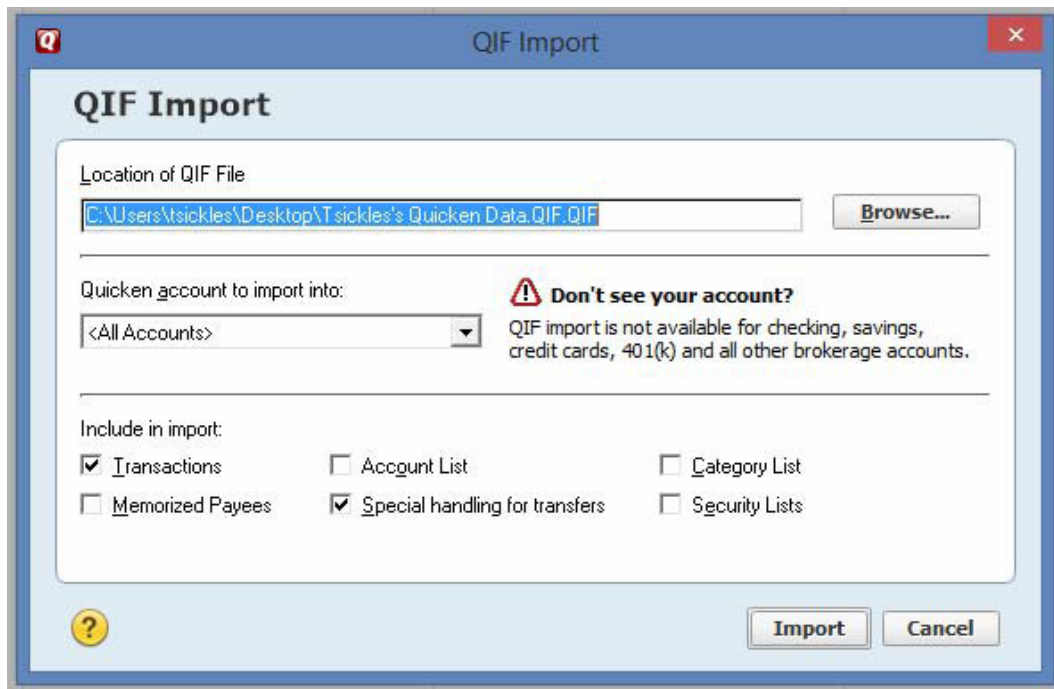 QIF Import
QIF Import
Location of QIF File
C:\Users\tsickles\Desktop\Tsickles's Quicken Data.QIF.QIF
Browse...
Quicken account to import into:
<All Accounts>
Don't see your account?
QIF import is not available for checking, savings,
credit cards, 401(k) and all other brokerage accounts.
Include in import:
Transactions
Account List
Category List
Memorized Payees
Special handling for transfers
Security Lists
Import
Cancel